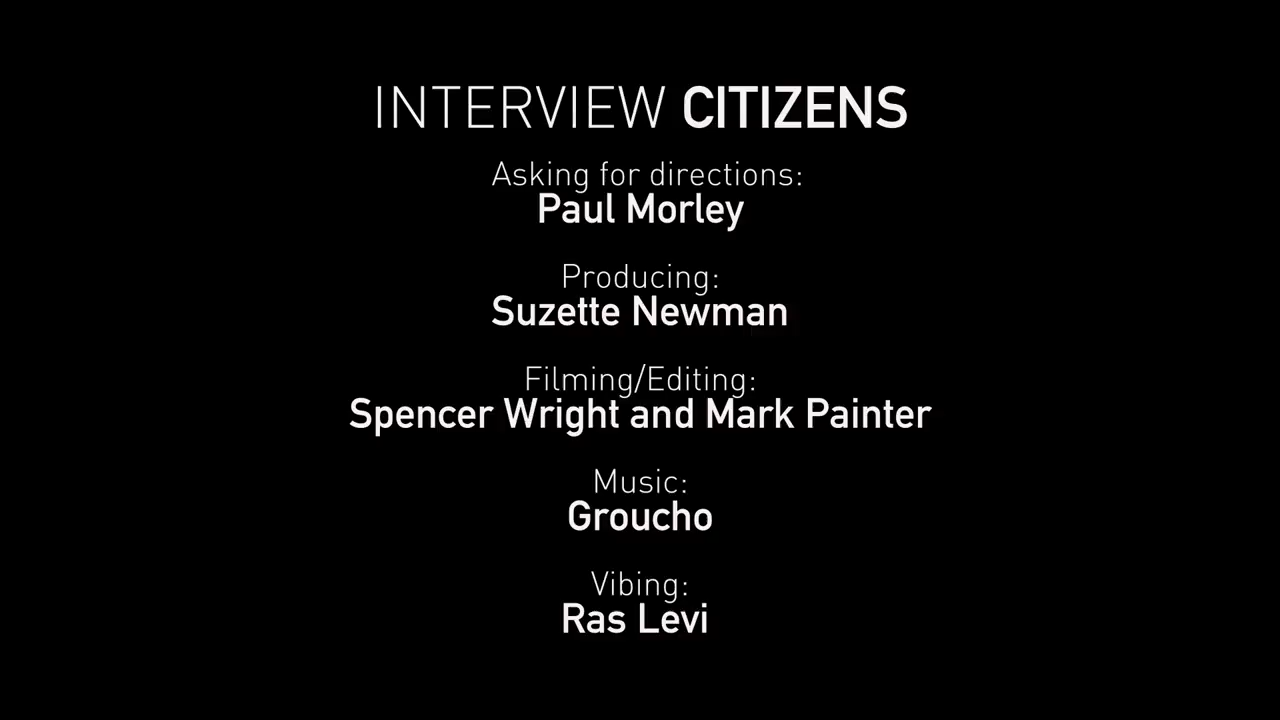 INTERVIEW CITIZENS
Asking for directions:
Paul Morley
Producing:
Suzette Newman
Filming/Editing:
Spencer Wright and Mark Painter
Music:
Groucho
Vibing:
Ras Levi